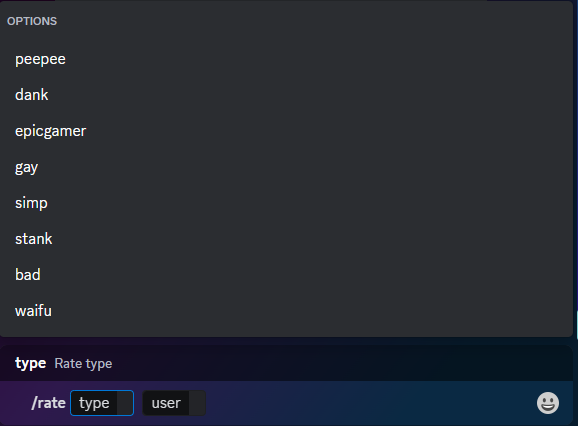 OPTIONS
peepee
dank
epicgamer
gay
simp
stank
bad
waifu
type Rate type
/rate type user